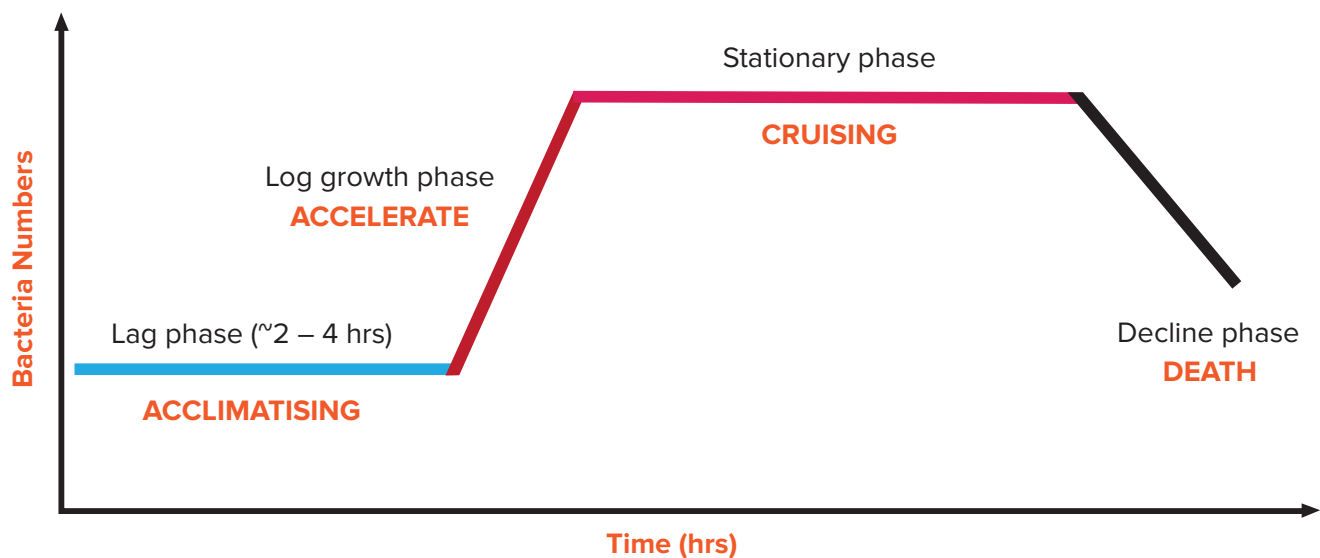 Stationary phase
CRUISING
Log growth phase
ACCELERATE
Lag phase (~2 – 4 hrs)
ACCLIMATISING
Decline phase
DEATH
Bacteria Numbers
Time (hrs)